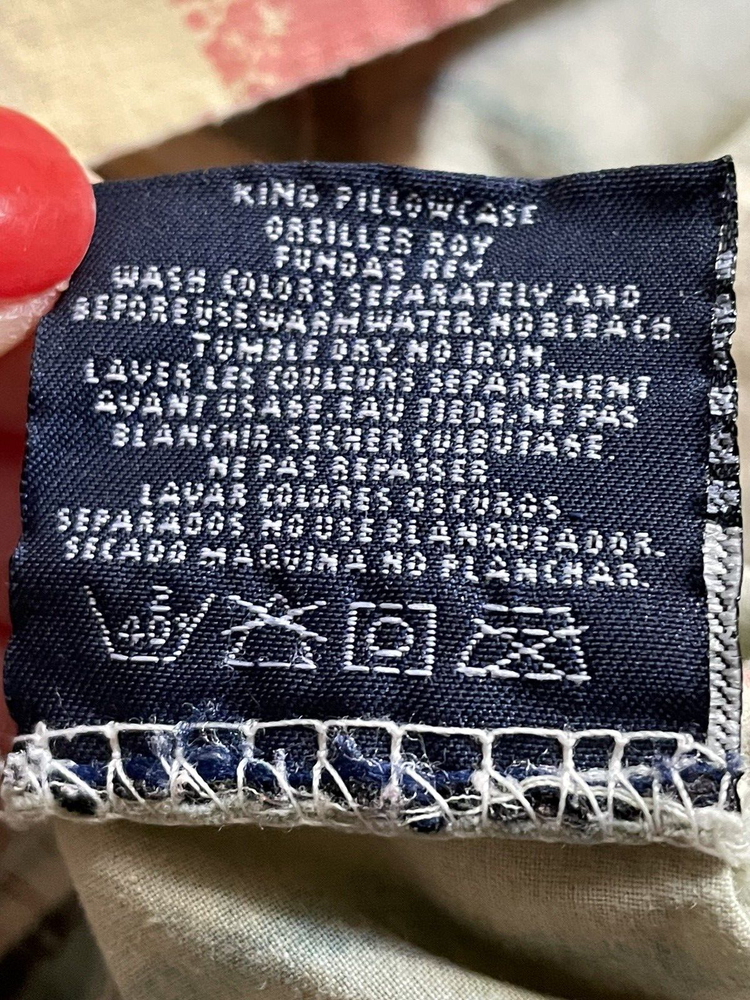 KING PILLOWCASE
OREILLER ROY
FUNDAS REY
WASH COLORS SEPARATELY AND
BEFORE USE.WARM WATER.NO BLEACH.
TUMBLE DRY.NO IRON.
LAVER LES COULEURS SEPAREMENT
AVANT USAGE.EAU TIEDE.NE PAS
BLANCHIR.SECHER CULBUTASE.
NE PAS REPASSER.
LAVAR COLORES OSCUROS
SEPARADOS NO USE BLANQUEADOR.
SECADO MAQUINA NO PLANCHAR.
40